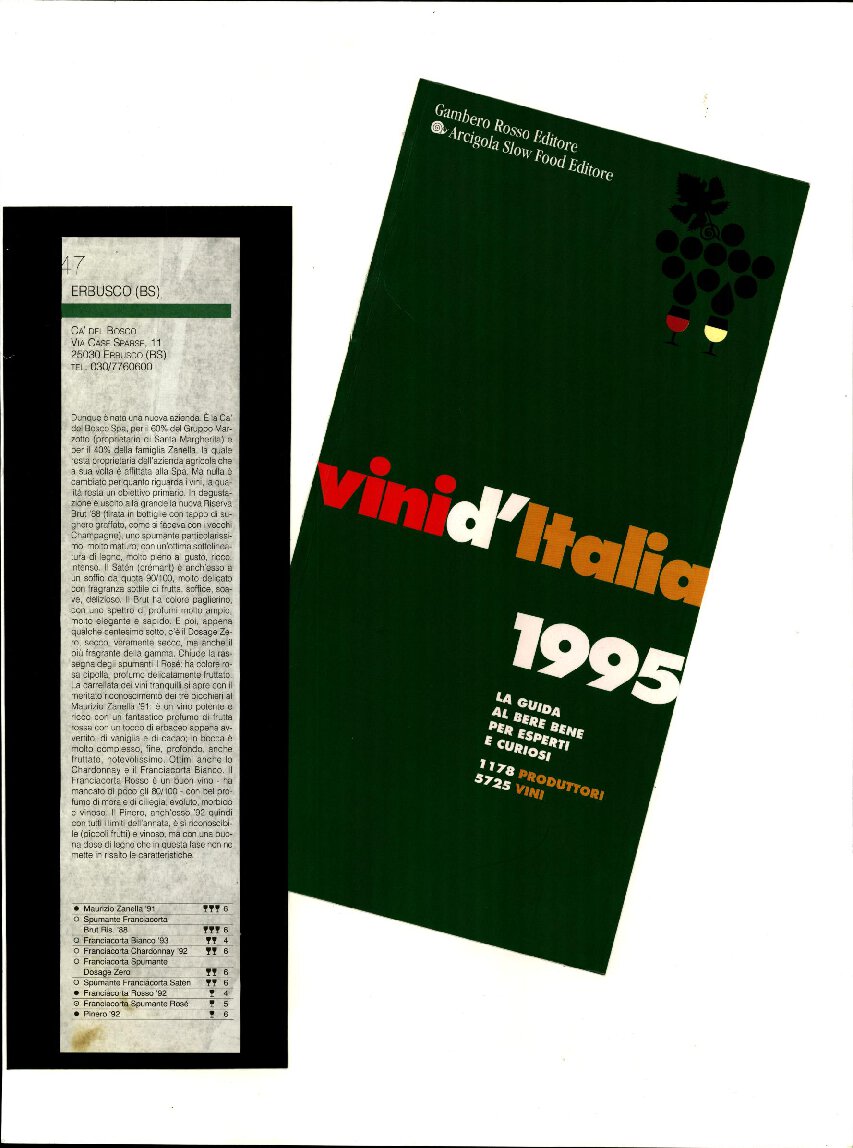 47
ERBUSCO (BS)
CA' DEL BOSCO
VIA CASE SPARSE, 11
25030 ERBUSCO (BS)
TEL. 030/7760600
Dunque è nata una nuova azienda. È la Ca'
del Bosco Spa, per il 60% del Gruppo Mar-
zotto (proprietario di Santa Margherita) e
per il 40% della famiglia Zanella, la quale
resta proprietaria dell'azienda agricola che
a sua volta è affittata alla Spa. Ma nulla è
cambiato per quanto riguarda i vini, la qua-
lità resta un obiettivo primario. In degusta-
zione è uscito alla grande la nuova Riserva
Brut '88 (tirata in bottiglie con tappo di su-
ghero graffato, come si faceva con i vecchi
Champagne), uno spumante particolarissi-
mo, molto maturo, con un'ottima sottolinea-
tura di legno, molto pieno al gusto, ricco,
intenso. Il Satèn (crémant) è anch'esso a
un soffio da quota 90/100, molto delicato
con fragranza sottile di frutta, soffice, soa-
ve, delizioso. Il Brut ha colore paglierino,
con uno spettro di profumi molto ampio,
molto elegante e sapido. E poi, appena
qualche centesimo sotto, c'è il Dosage Ze-
ro, secco, veramente secco, ma anche il
più fragrante della gamma. Chiude la ras-
segna degli spumanti il Rosé: ha colore ro-
sa cipolla, profumo delicatamente fruttato.
La carrellata dei vini tranquilli si apre con il
meritato riconoscimento dei tre bicchieri al
Maurizio Zanella '91: è un vino potente e
ricco con un fantastico profumo di frutta
rossa con un tocco di erbaceo appena av-
vertito, di vaniglia e di cacao; in bocca è
molto complesso, fine, profondo, anche
fruttato, notevolissimo. Ottimi anche lo
Chardonnay e il Franciacorta Bianco. Il
Franciacorta Rosso è un buon vino - ha
mancato di poco gli 80/100 - con bel pro-
fumo di mora e di ciliegia, evoluto, morbido
e vinoso. Il Pinero, anch'esso '92 quindi
con tutti i limiti dell'annata, è sì riconoscibi-
le (piccoli frutti) e vinoso, ma con una buo-
na dose di legno che in questa fase non ne
mette in risalto le caratteristiche.
Maurizio Zanella '91 6
Spumante Franciacorta
Brut Ris. '88 6
Franciacorta Bianco '93 4
Franciacorta Chardonnay '92 6
Franciacorta Spumante
Dosage Zero 6
Spumante Franciacorta Satèn 6
Franciacorta Rosso '92 4
Franciacorta Spumante Rosé 5
Pinero '92 6
Gambero Rosso Editore
Arcigola Slow Food Editore
vini d'Italia
1995
LA GUIDA
AL BERE BENE
PER ESPERTI
E CURIOSI
1178 PRODUTTORI
5725 VINI